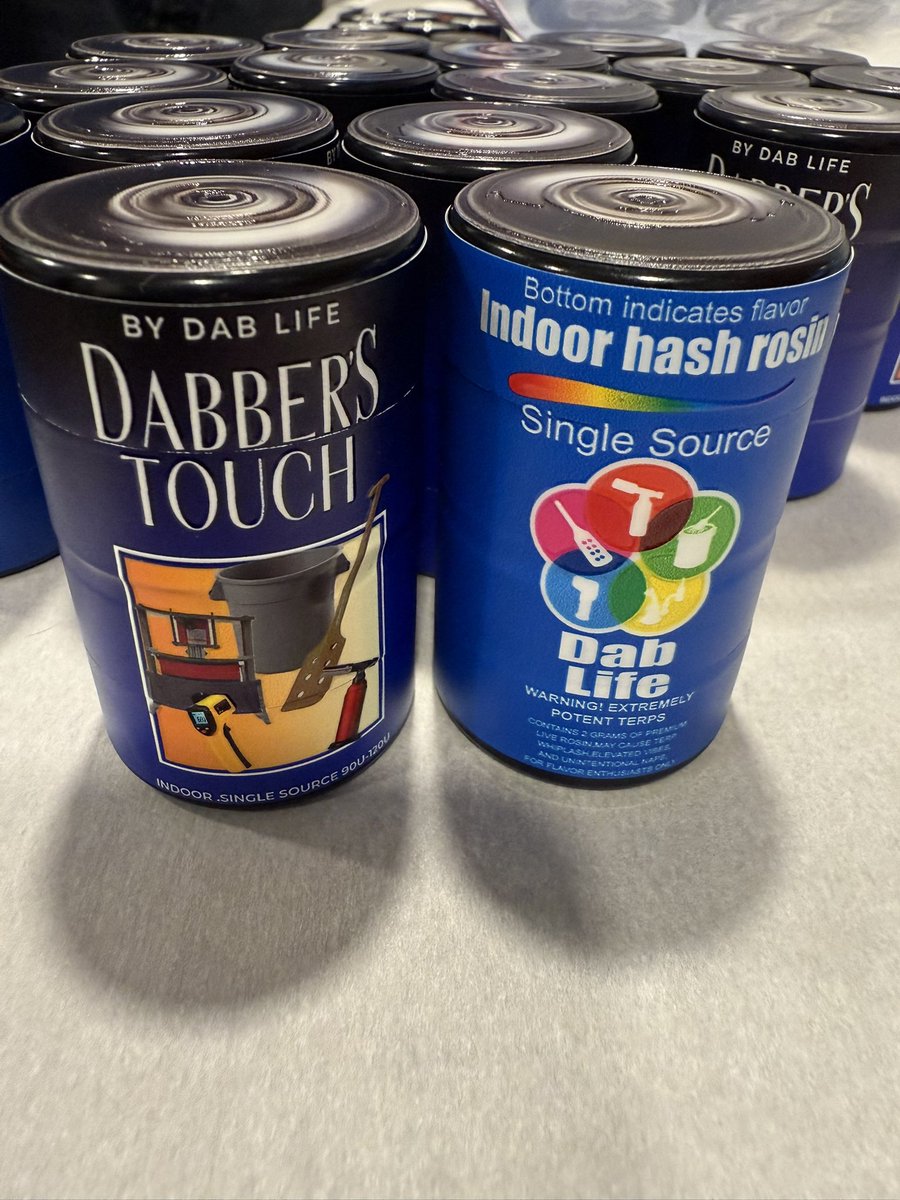 BY DAB LIFE
DABBER'S
TOUCH
INDOOR .SINGLE SOURCE 90U-120U
Bottom indicates flavor
Indoor hash rosin
Single Source
Dab
Life
WARNING! EXTREMELY
POTENT TERPS
CONTAINS 2 GRAMS OF PREMIUM
LIVE ROSIN.MAY CAUSE TERP
WHIPLASH,ELEVATED VIBES,
AND UNINTENTIONAL NAPS.
FOR FLAVOR ENTHUSIASTS ONLY
BY DAB LIFE
DABBER'S